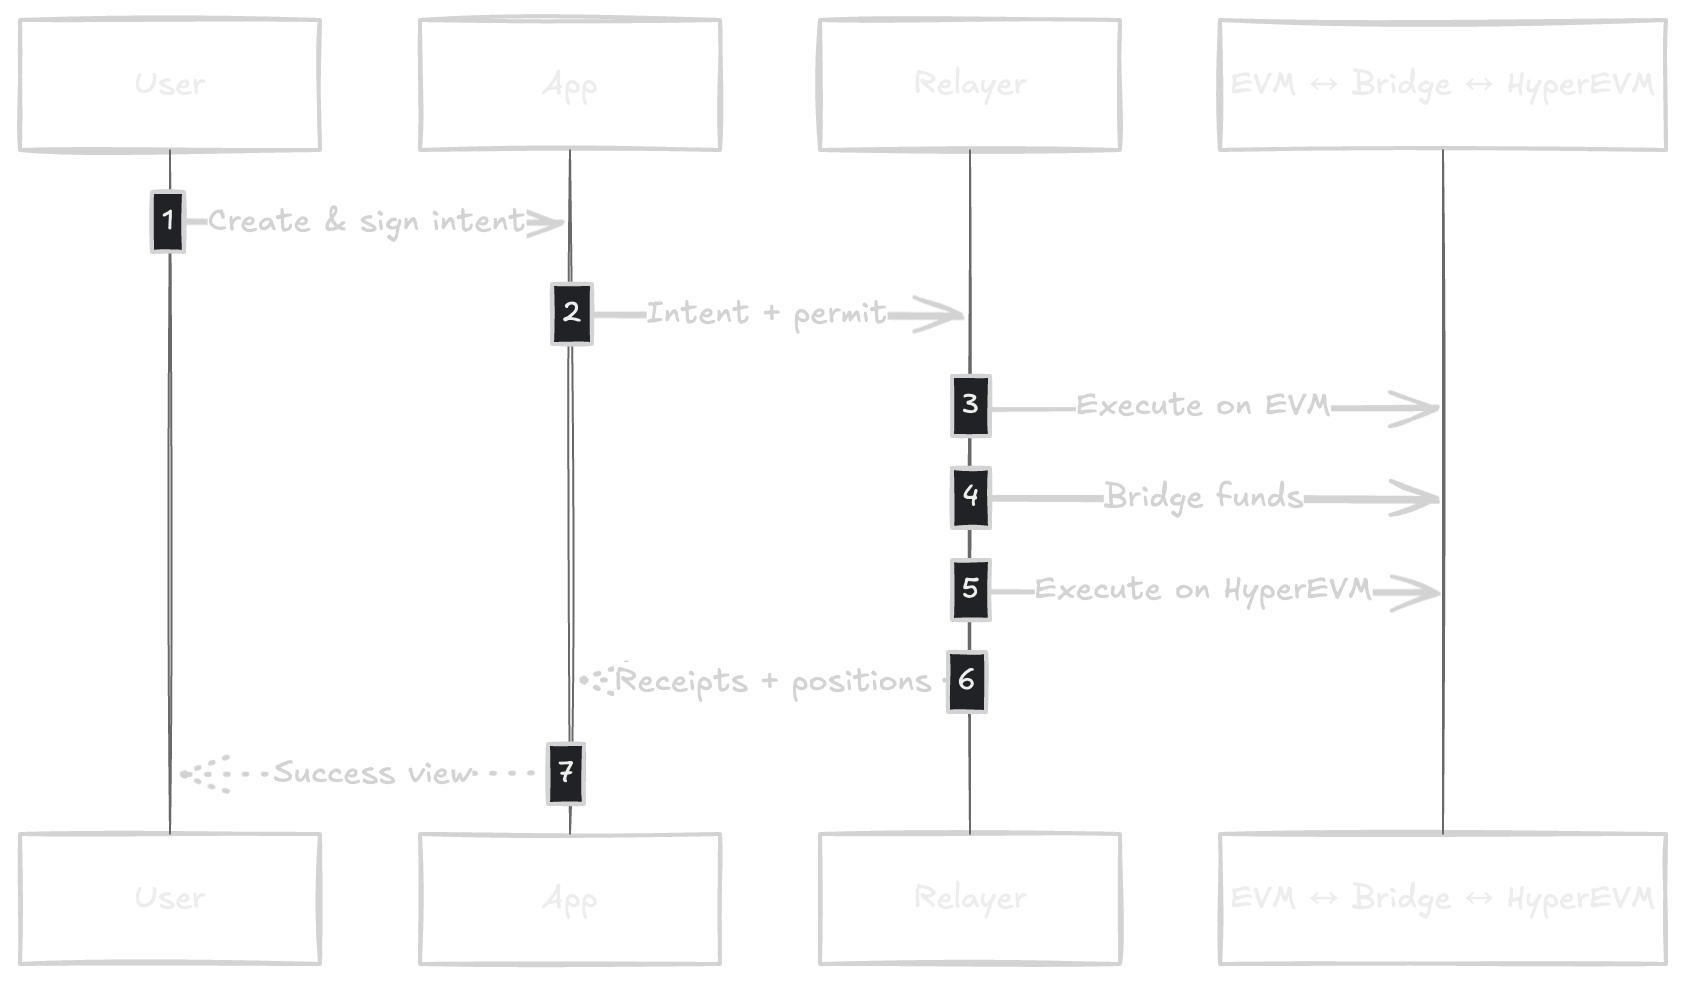 User
App
Relayer
EVM ↔ Bridge ↔ HyperEVM
1 Create & sign intent
2 Intent + permit
3 Execute on EVM
4 Bridge funds
5 Execute on HyperEVM
Receipts + positions 6
Success view 7
User
App
Relayer
EVM ↔ Bridge ↔ HyperEVM